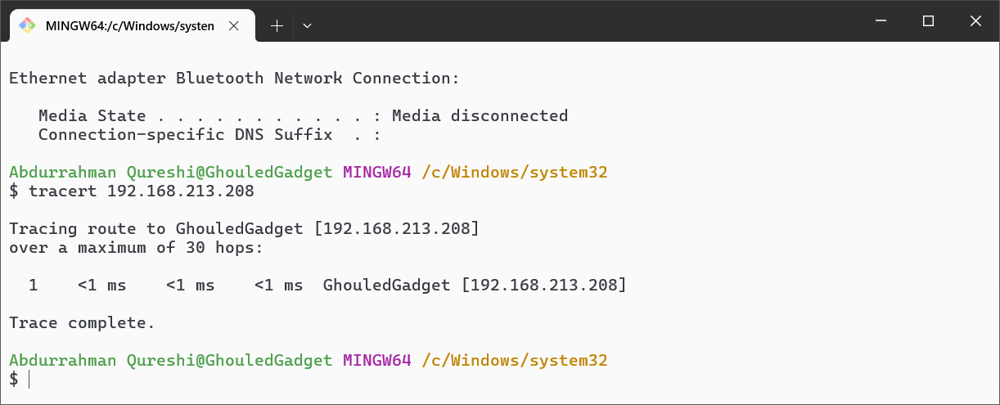 MINGW64:/c/Windows/system
Ethernet adapter Bluetooth Network Connection:
   Media State . . . . . . . . . . . : Media disconnected
   Connection-specific DNS Suffix  . :
Abdurrahman Qureshi@GhouledGadget MINGW64 /c/Windows/system32
$ tracert 192.168.213.208
Tracing route to GhouledGadget [192.168.213.208]
over a maximum of 30 hops:
  1    <1 ms    <1 ms    <1 ms  GhouledGadget [192.168.213.208]
Trace complete.
Abdurrahman Qureshi@GhouledGadget MINGW64 /c/Windows/system32
$